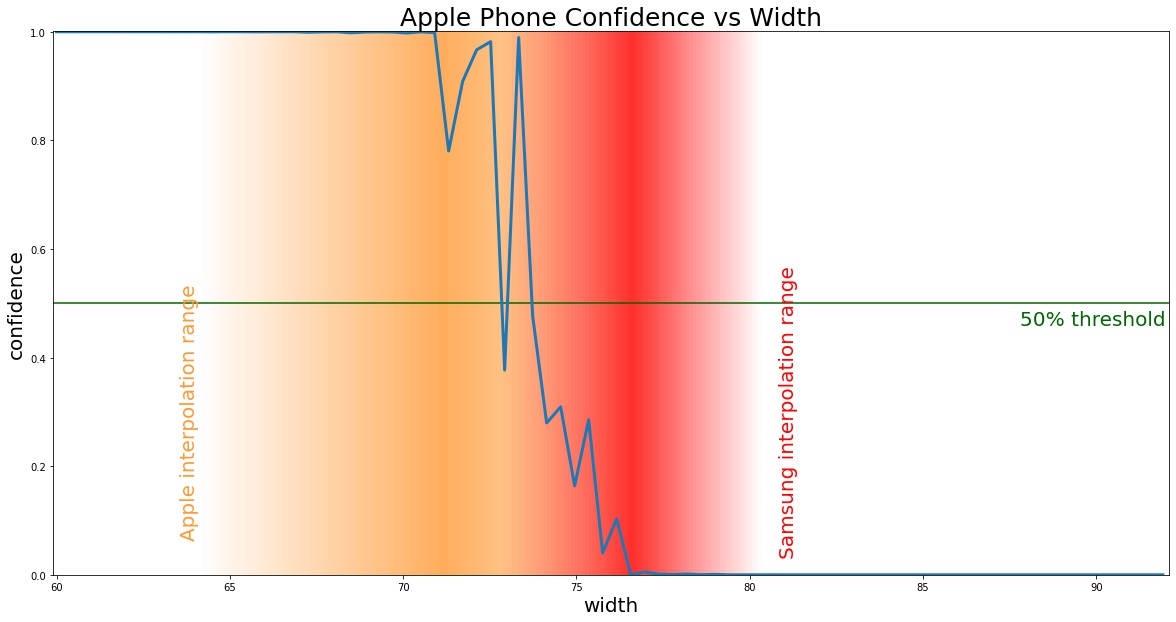 Apple Phone Confidence vs Width
1.0
0.8
0.6
0.4
0.2
0.0
confidence
Apple interpolation range
Samsung interpolation range
50% threshold
60
65
70
75
80
85
90
width